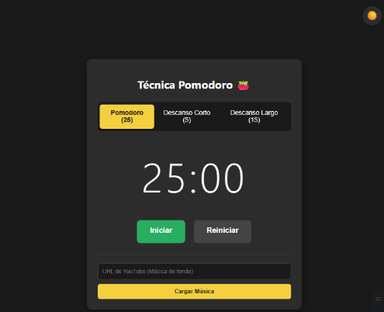 Técnica Pomodoro
Pomodoro
(25)
Descanso Corto
(5)
Descanso Largo
(15)
25:00
Iniciar
Reiniciar
URL de YouTube (Música de fondo)
Cargar Música